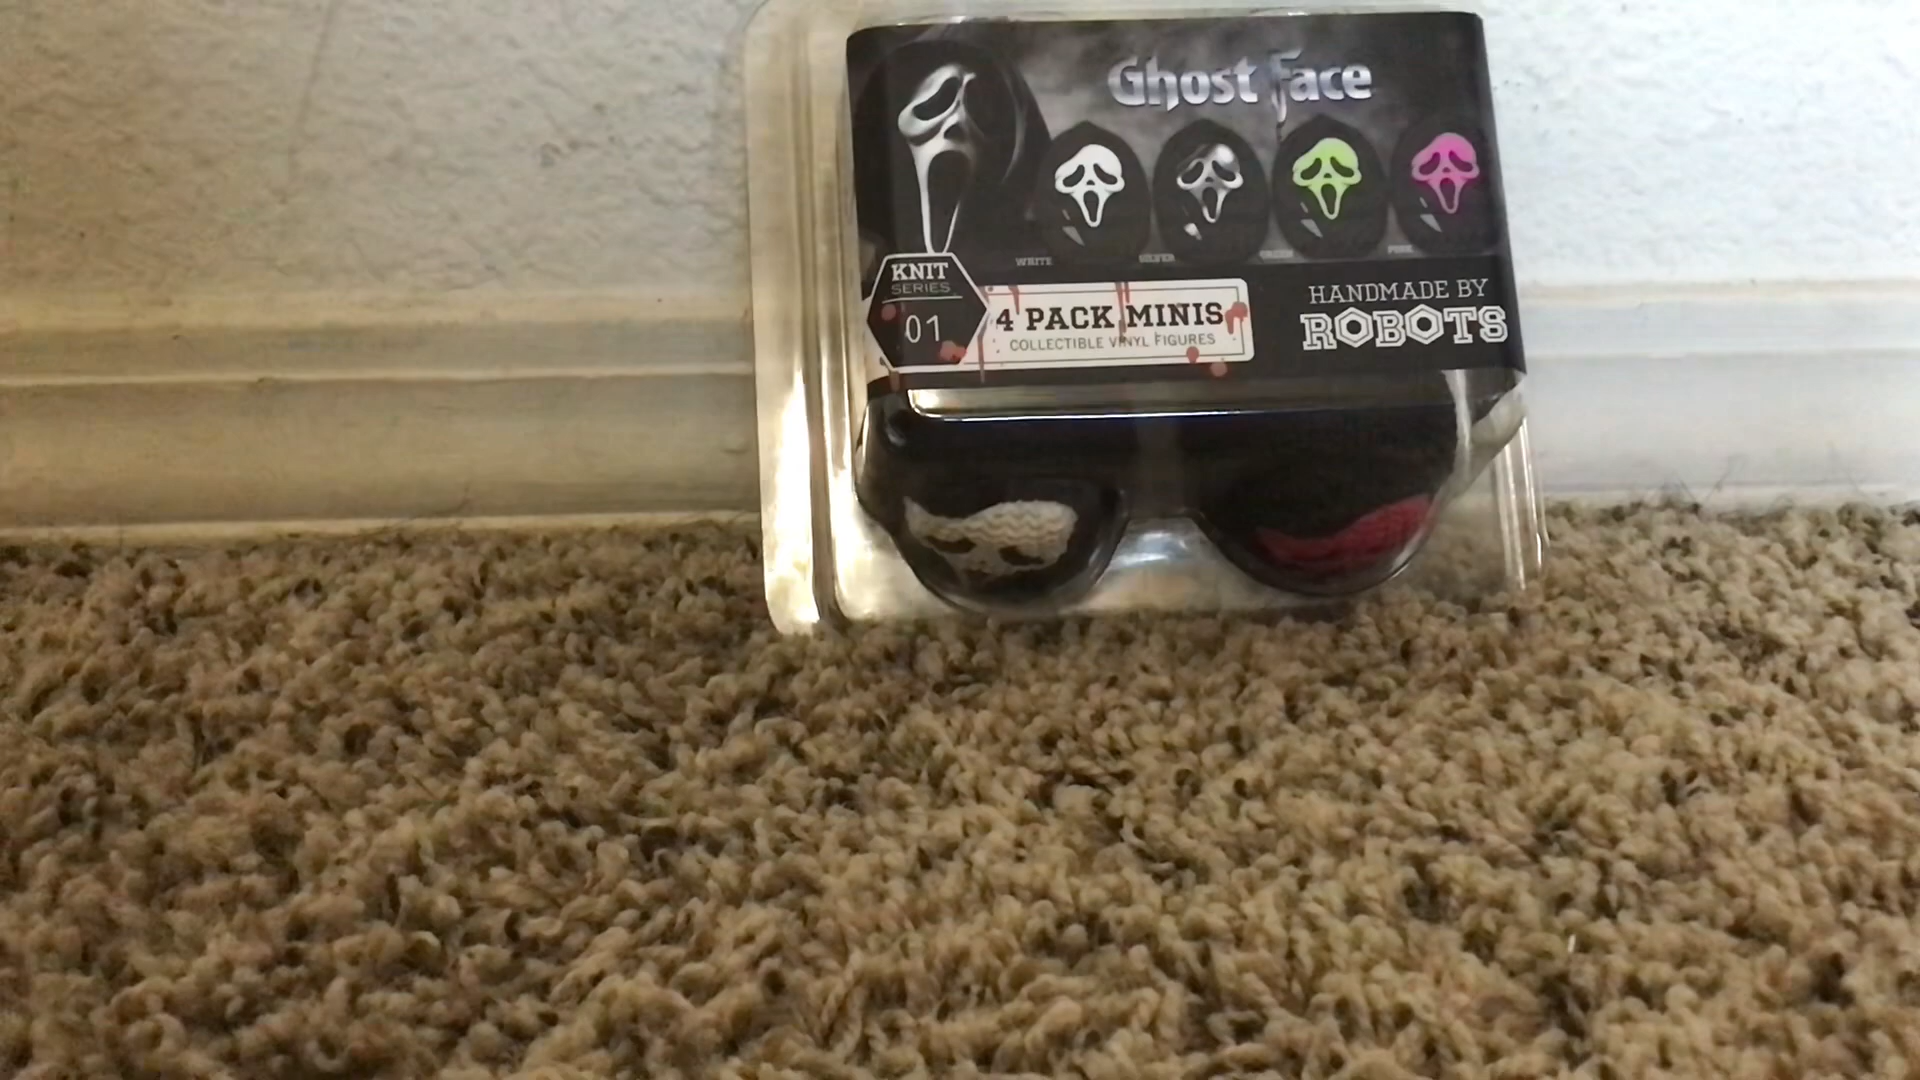 Ghost Face
WHITE
SILVER
GREEN
PINK
KNIT
SERIES
01
4 PACK MINIS
COLLECTIBLE VINYL FIGURES
HANDMADE BY
ROBOTS